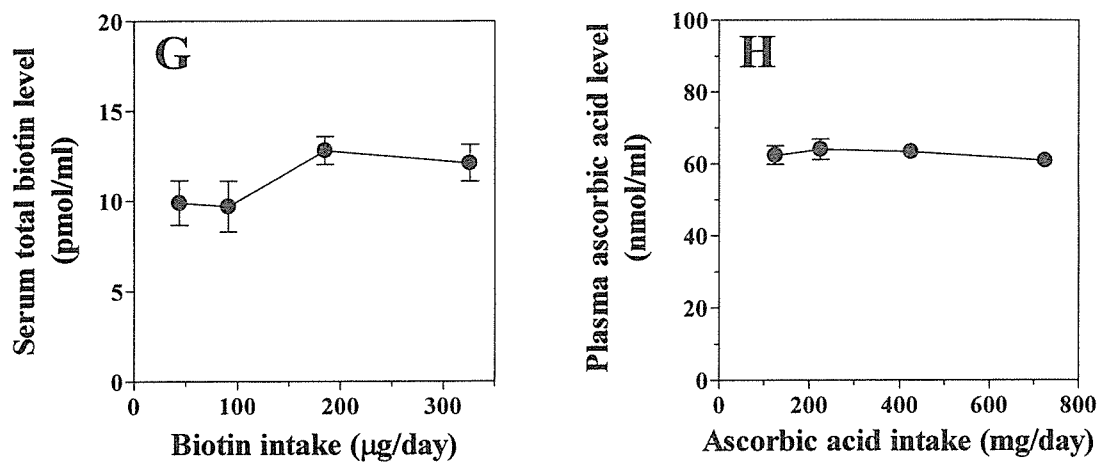 G
Serum total biotin level
(pmol/ml)
20
15
10
5
0
0
100
200
300
Biotin intake (µg/day)
H
Plasma ascorbic acid level
(nmol/ml)
100
80
60
40
20
0
0
200
400
600
800
Ascorbic acid intake (mg/day)